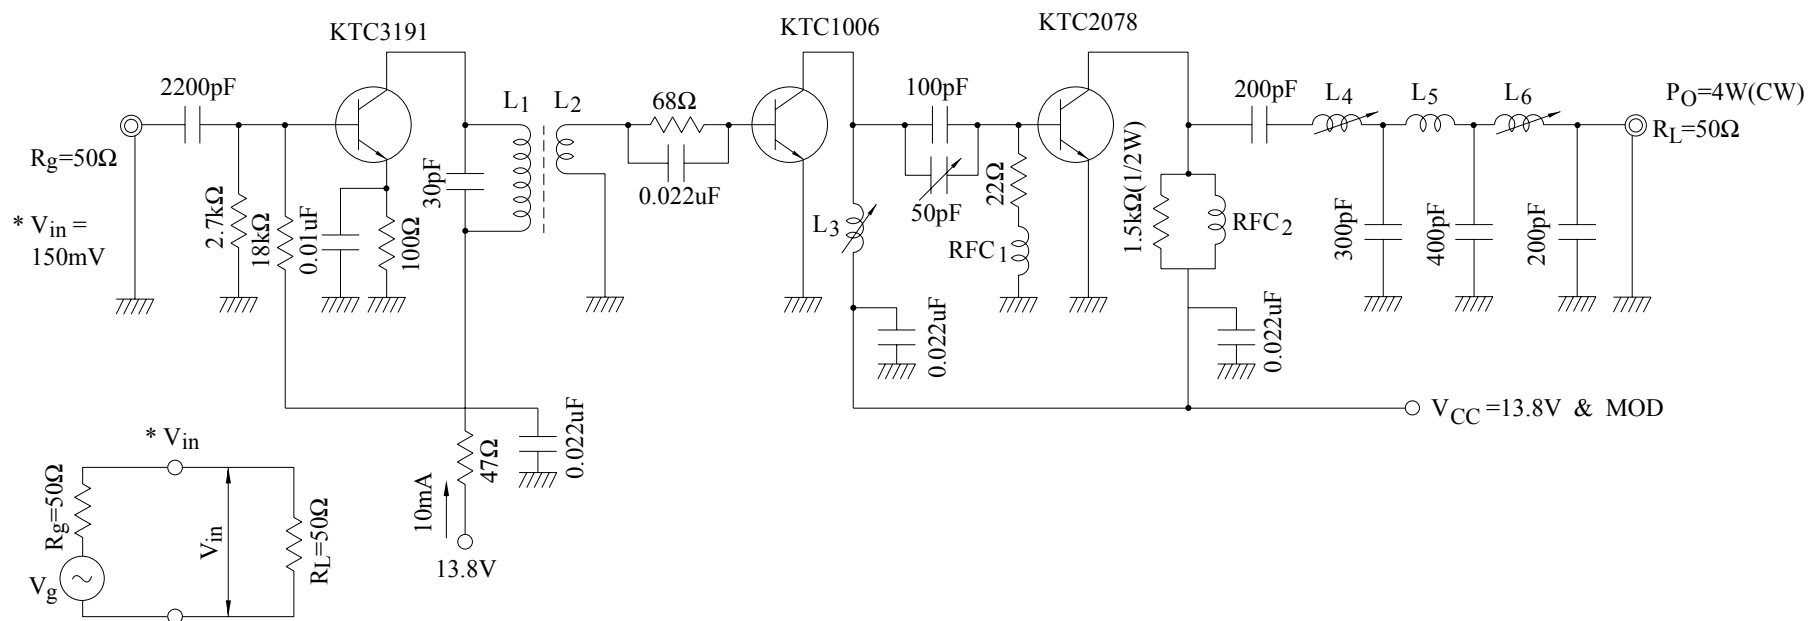 KTC3191
KTC1006
KTC2078
2200pF
L1
L2
68Ω
100pF
200pF
L4
L5
L6
PO=4W(CW)
RL=50Ω
Rg=50Ω
* Vin =
150mV
2.7kΩ
18kΩ
0.01uF
100Ω
30pF
0.022uF
L3
50pF
22Ω
RFC1
1.5kΩ(1/2W)
RFC2
300pF
400pF
200pF
0.022uF
0.022uF
VCC =13.8V & MOD
0.022uF
47Ω
10mA
13.8V
* Vin
Rg=50Ω
Vin
RL=50Ω
Vg